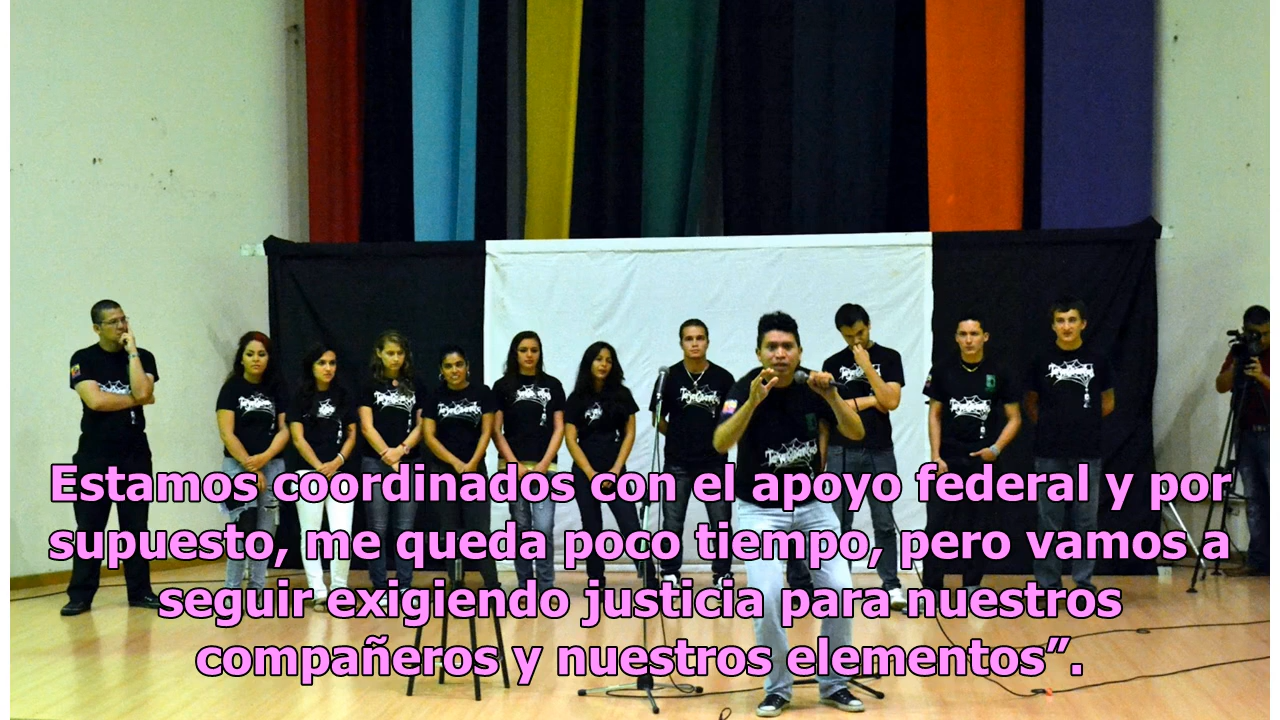 Estamos coordinados con el apoyo federal y por
supuesto, me queda poco tiempo, pero vamos a
seguir exigiendo justicia para nuestros
compañeros y nuestros elementos”.